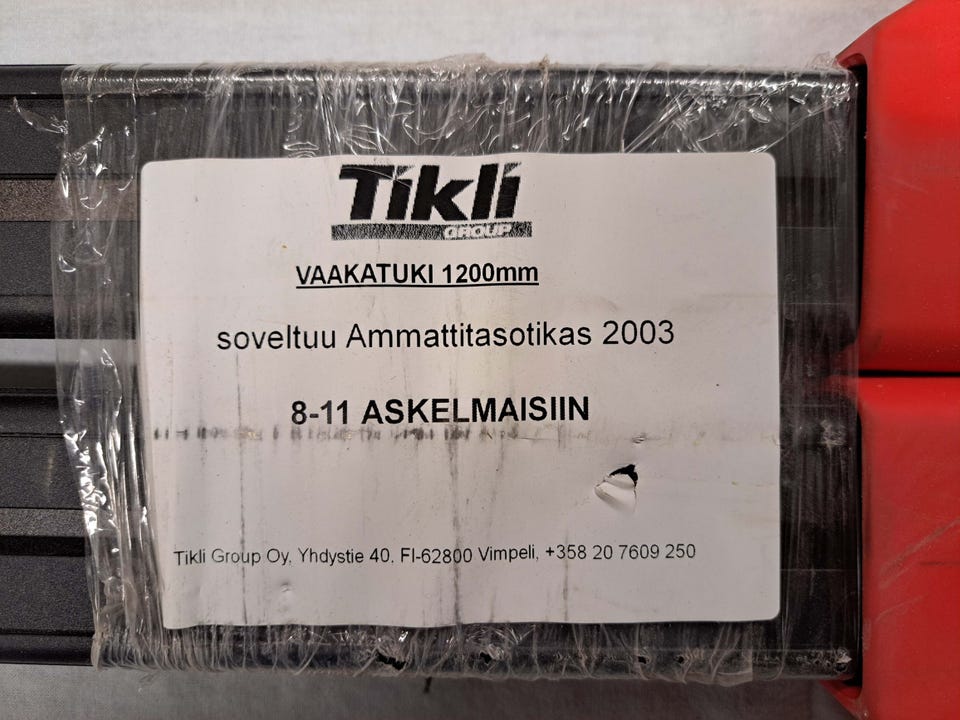 Tikli
GROUP
VAAKATUKI 1200mm
soveltuu Ammattitasotikas 2003
8-11 ASKELMAISIIN
Tikli Group Oy, Yhdystie 40, FI-62800 Vimpeli, +358 20 7609 250